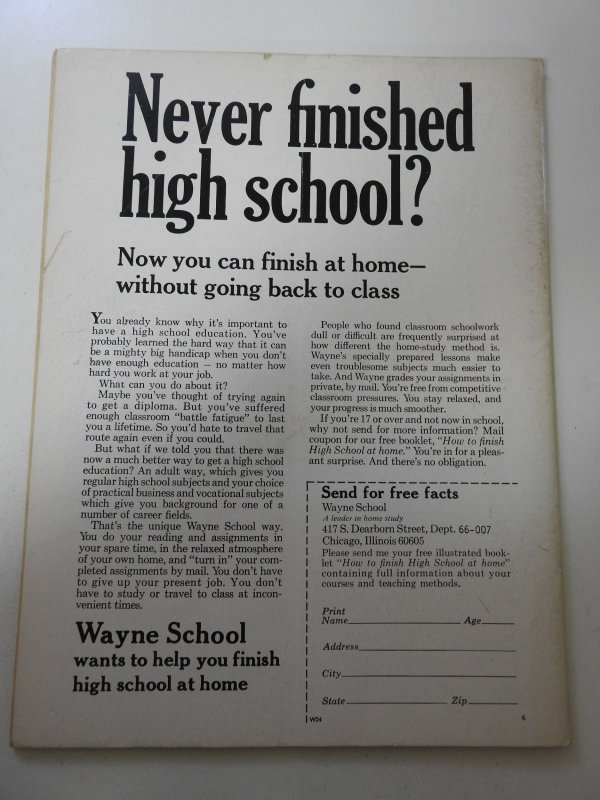 Never finished
high school?
Now you can finish at home—
without going back to class
You already know why it's important to
have a high school education. You've
probably learned the hard way that it can
be a mighty big handicap when you don't
have enough education – no matter how
hard you work at your job.
What can you do about it?
Maybe you've thought of trying again
to get a diploma. But you've suffered
enough classroom "battle fatigue" to last
you a lifetime. So you'd hate to travel that
route again even if you could.
But what if we told you that there was
now a much better way to get a high school
education? An adult way, which gives you
regular high school subjects and your choice
of practical business and vocational subjects
which give you background for one of a
number of career fields.
That's the unique Wayne School way.
You do your reading and assignments in
your spare time, in the relaxed atmosphere
of your own home, and "turn in" your com-
pleted assignments by mail. You don't have
to give up your present job. You don't
have to study or travel to class at incon-
venient times.
Wayne School
wants to help you finish
high school at home
People who found classroom schoolwork
dull or difficult are frequently surprised at
how different the home-study method is.
Wayne's specially prepared lessons make
even troublesome subjects much easier to
take. And Wayne grades your assignments in
private, by mail. You're free from competitive
classroom pressures. You stay relaxed, and
your progress is much smoother.
If you're 17 or over and not now in school,
why not send for more information? Mail
coupon for our free booklet, "How to finish
High School at home." You're in for a pleas-
ant surprise. And there's no obligation.
Send for free facts
Wayne School
A leader in home study
417 S. Dearborn Street, Dept. 66-007
Chicago, Illinois 60605
Please send me your free illustrated book-
let "How to finish High School at home"
containing full information about your
courses and teaching methods.
Print
Name Age
Address
City
State Zip
W24 6